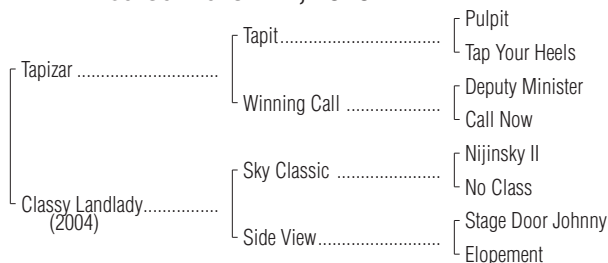 Pulpit
Tapit
Tap Your Heels
Tapizar
Deputy Minister
Winning Call
Call Now
Nijinsky II
Sky Classic
No Class
Classy Landlady
(2004)
Stage Door Johnny
Side View
Elopement